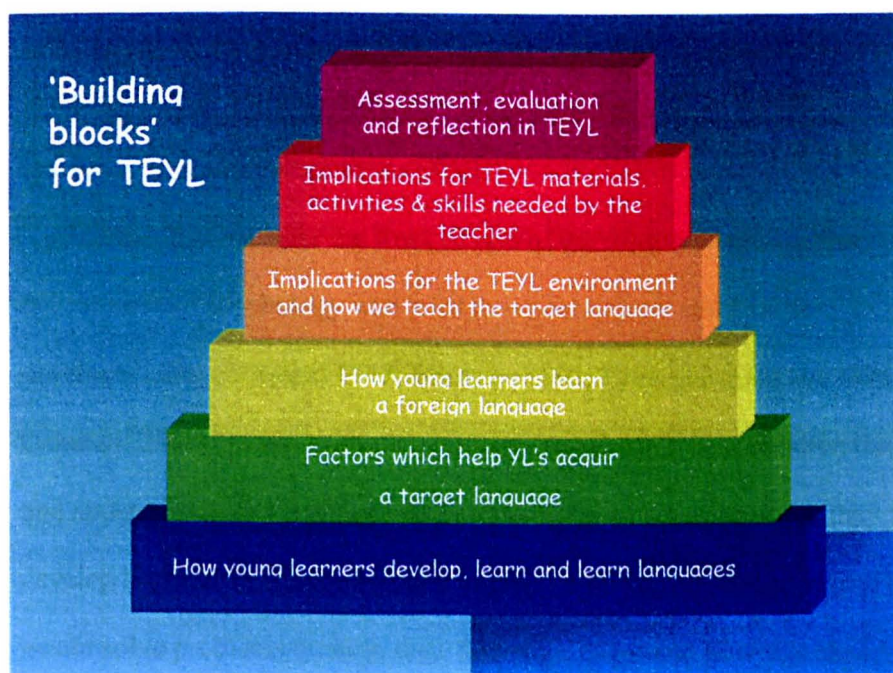 'Building
blocks'
for TEYL
Assessment, evaluation
and reflection in TEYL
Implications for TEYL materials,
activities & skills needed by the
teacher
Implications for the TEYL environment
and how we teach the target language
How young learners learn
a foreign language
Factors which help YL's acquir
a target language
How young learners develop, learn and learn languages